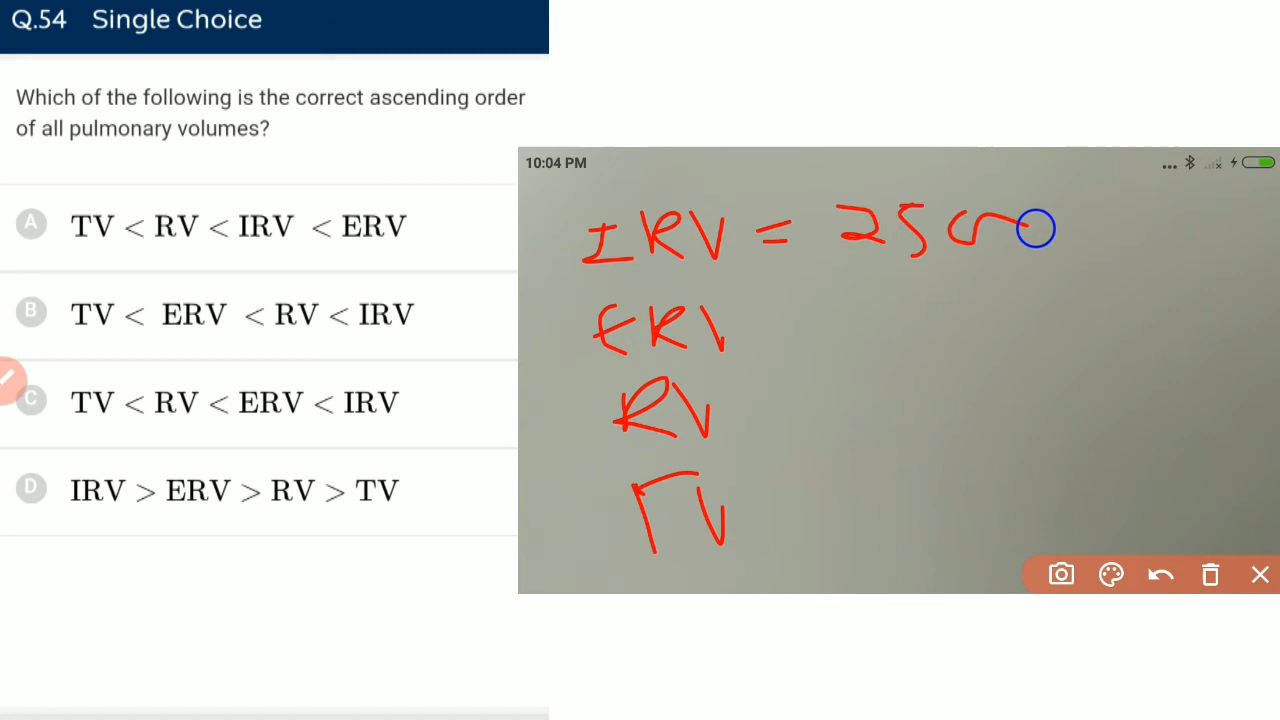 Q.54 Single Choice
Which of the following is the correct ascending order
of all pulmonary volumes?
A TV < RV < IRV < ERV
B TV < ERV < RV < IRV
C TV < RV < ERV < IRV
D IRV > ERV > RV > TV
10:04 PM
IRV = 250
ERV
RV
TV